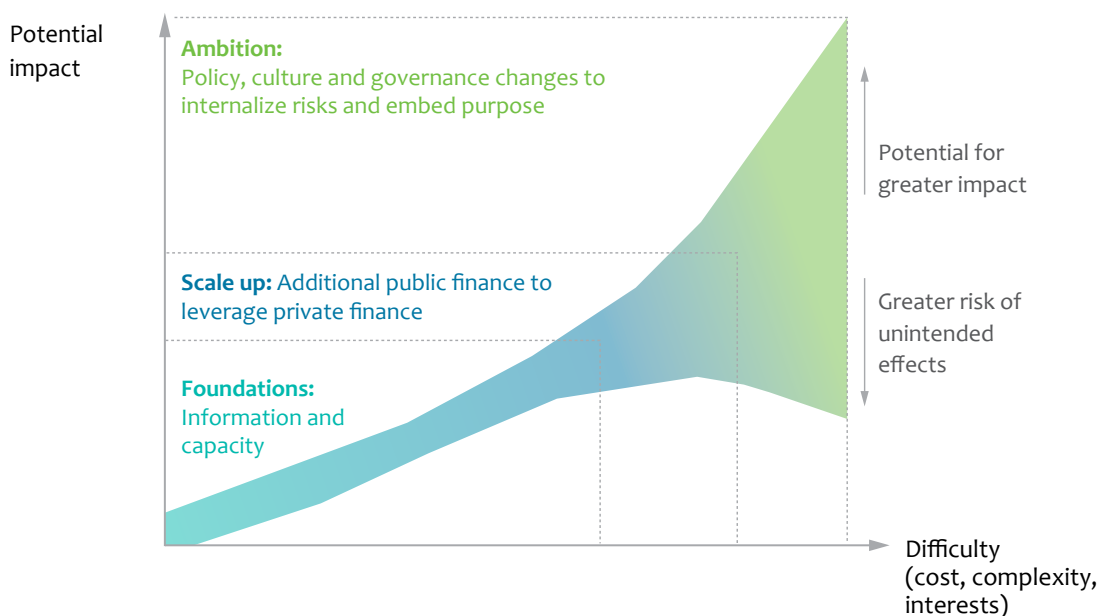 Potential
impact
Ambition:
Policy, culture and governance changes to
internalize risks and embed purpose
Potential for
greater impact
Scale up: Additional public finance to
leverage private finance
Greater risk of
unintended
effects
Foundations:
Information and
capacity
Difficulty
(cost, complexity,
interests)